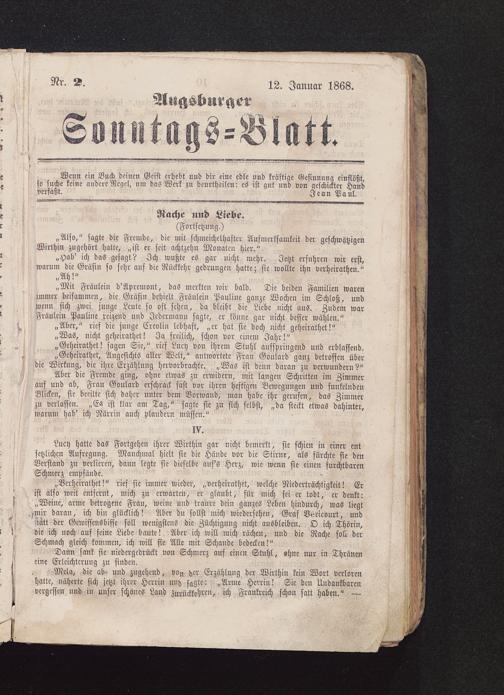 Nr. 2.
12. Januar 1868.
Augsburger
Sonntags-Blatt.
Wenn ein Buch deinen Geist erhebt und dir eine edle und kräftige Gesinnung einflößt,
so suche keine andere Regel, um das Werk zu beurtheilen: es ist gut und von geschickter Hand
verfaßt.
Jean Paul.
Rache und Liebe.
(Fortsetzung.)
„Also,“ sagte die Fremde, die mit schmeichelhafter Aufmerksamkeit der geschwätzigen
Wirthin zugehört hatte, „ist er seit achtzehn Monaten hier.“
„Hab' ich das gesagt? Ich wußte es gar nicht mehr. Jetzt erfuhren wir erst,
warum die Gräfin so sehr auf die Rückkehr gedrungen hatte; sie wollte ihn verheirathen.“
„Ah!“
„Mit Fräulein d'Apremont, das merkten wir bald. Die beiden Familien waren
immer beisammen, die Gräfin behielt Fräulein Pauline ganze Wochen im Schloß, und
wenn sich zwei junge Leute so oft sehen, da bleibt die Liebe nicht aus. Zudem war
Fräulein Pauline reizend und Jedermann sagte, er könne gar nicht besser wählen.“
„Aber,“ rief die junge Creolin lebhaft, „er hat sie doch nicht geheirathet!“
„Was, nicht geheirathet! Ja freilich, schon vor einem Jahr!“
„Geheirathet! sagen Sie,“ rief Lucy von ihrem Stuhl aufspringend und erblassend.
„Geheirathet, Angesichts aller Welt,“ antwortete Frau Goulard ganz betroffen über
die Wirkung, die ihre Erzählung hervorbrachte. „Was ist denn daran zu verwundern?“
Aber die Fremde ging, ohne etwas zu erwidern, mit langen Schritten im Zimmer
auf und ab, Frau Goulard erschrack fast vor ihren heftigen Bewegungen und funkelnden
Blicken, sie beeilte sich daher unter dem Vorwand, man habe ihr gerufen, das Zimmer
zu verlassen. „Es ist klar am Tag,“ sagte sie zu sich selbst, „da steckt etwas dahinter,
warum hab' ich Närrin auch plaudern müssen.“
IV.
Lucy hatte das Fortgehen ihrer Wirthin gar nicht bemerkt, sie schien in einer ent
setzlichen Aufregung. Manchmal hielt sie die Hände vor die Stirne, als fürchte sie den
Verstand zu verlieren, dann legte sie dieselbe auf's Herz, wie wenn sie einen furchtbaren
Schmerz empfände.
„Verheirathet!“ rief sie immer wieder, „verheirathet, welche Niederträchtigkeit! Er
ist also weit entfernt, mich zu erwarten, er glaubt, für mich sei er todt, er denkt:
„Weine, arme betrogene Frau, weine und traure dein ganzes Leben hindurch, was liegt
mir daran, ich bin glücklich! Aber du sollst mich wiedersehen, Graf und
statt der Gewissensbisse soll wenigstens die Züchtigung nicht ausbleiben. O ich Thörin,
die ich noch auf seine Liebe baute! Aber ich will mich rächen, und die Rache soll der
Schmach gleich kommen, ich will sie Alle mit Schande bedecken!“
Dann sank sie niedergedrückt von Schmerz auf einen Stuhl, ohne nur in Thränen
eine Erleichterung zu finden.
Mela, die ab- und zugehend, von der Erzählung der Wirthin kein Wort verloren
hatte, näherte sich jetzt ihrer Herrin und sagte: „Arme Herrin! Sie den Undankbaren
vergessen und in unser schönes Land zurückkehren, ich Frankreich schon satt haben.“ —